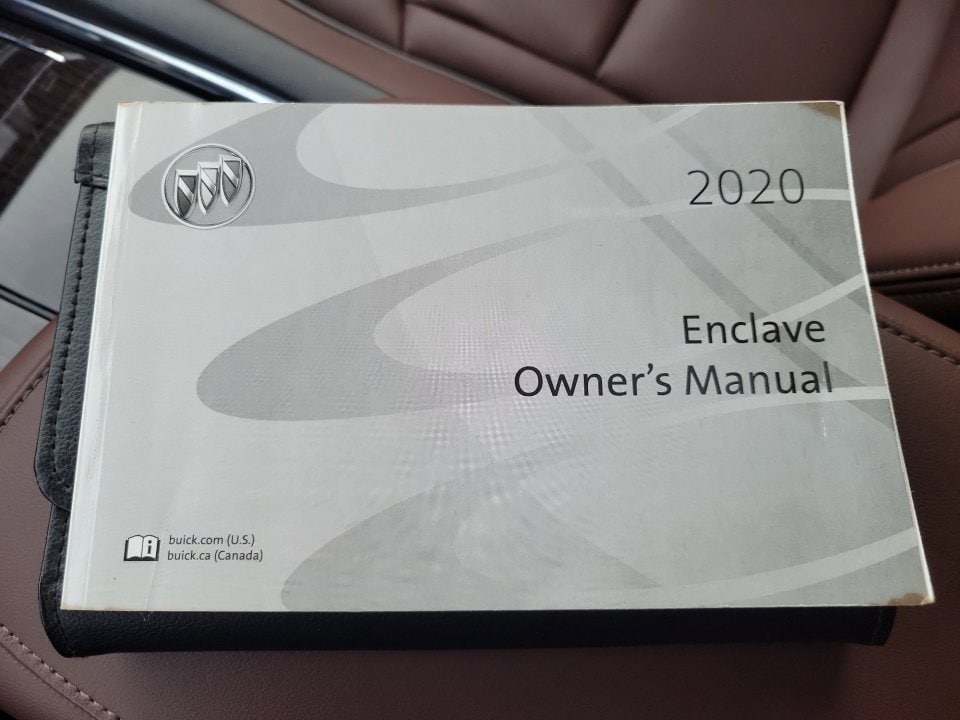 2020
Enclave
Owner's Manual
buick.com (U.S.)
buick.ca (Canada)